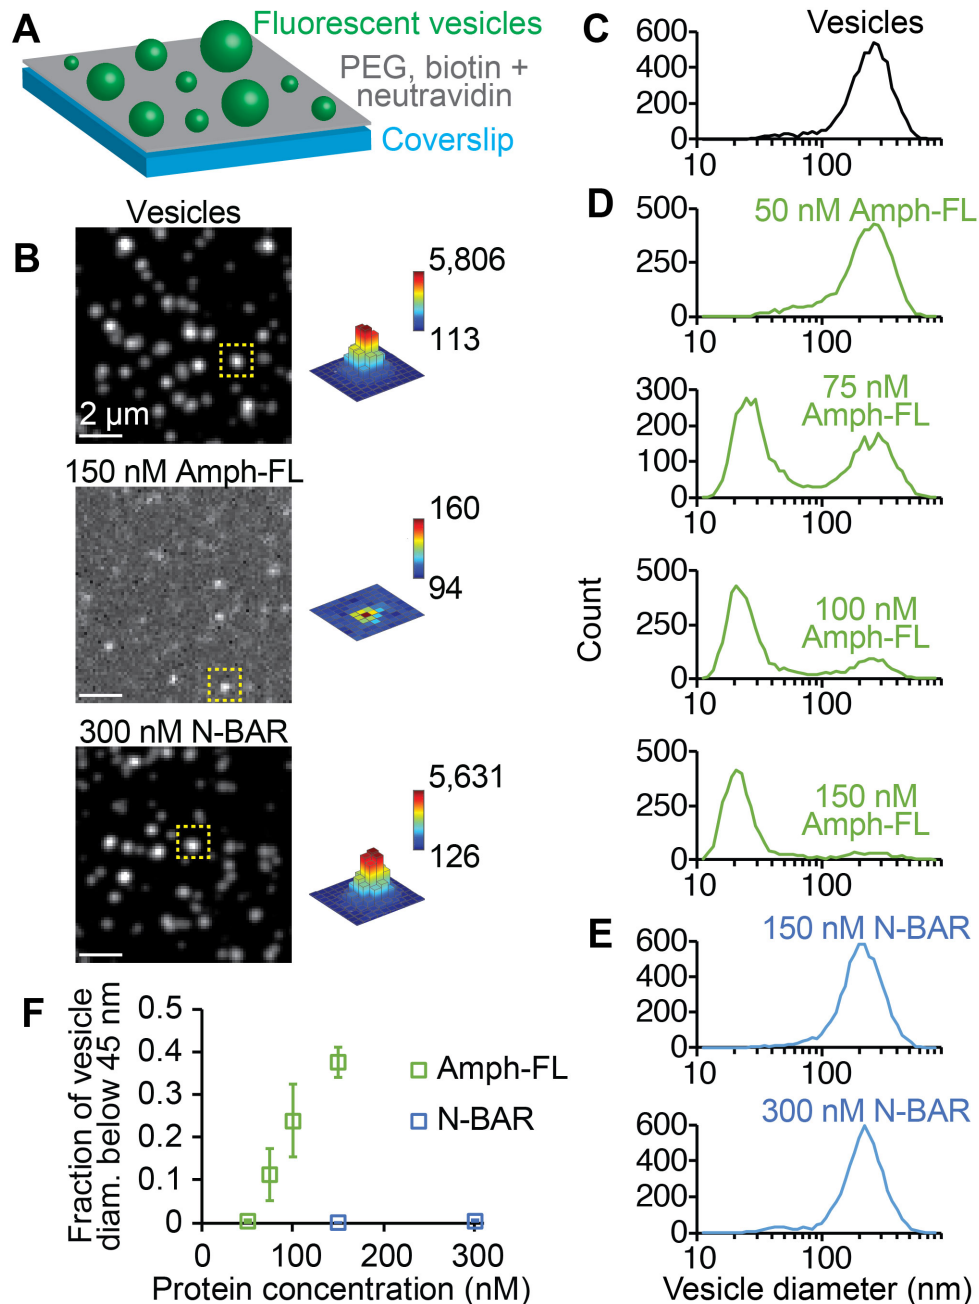 A
Fluorescent vesicles
PEG, biotin +
neutravidin
Coverslip
B
Vesicles
5,806
113
2 µm
150 nM Amph-FL
160
94
300 nM N-BAR
5,631
126
C
Vesicles
600
400
200
0
10
100
D
50 nM Amph-FL
500
250
0
10
100
75 nM
Amph-FL
300
200
100
0
10
100
Count
100 nM
Amph-FL
500
250
0
10
100
150 nM
Amph-FL
500
250
0
10
100
E
150 nM N-BAR
600
400
200
0
10
100
300 nM N-BAR
600
400
200
0
10
100
Vesicle diameter (nm)
F
Fraction of vesicle
diam. below 45 nm
0.5
0.4
0.3
0.2
0.1
0
0
100
200
300
Protein concentration (nM)
Amph-FL
N-BAR